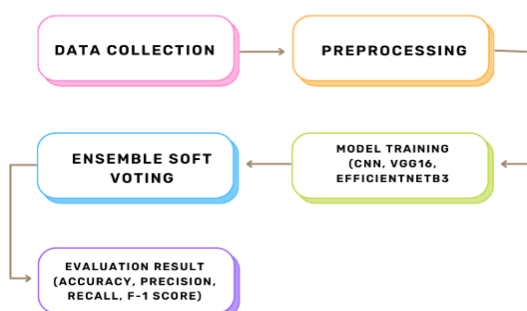 DATA COLLECTION
PREPROCESSING
ENSEMBLE SOFT
VOTING
MODEL TRAINING
(CNN, VGG16,
EFFICIENTNETB3
EVALUATION RESULT
(ACCURACY, PRECISION,
RECALL, F-1 SCORE)